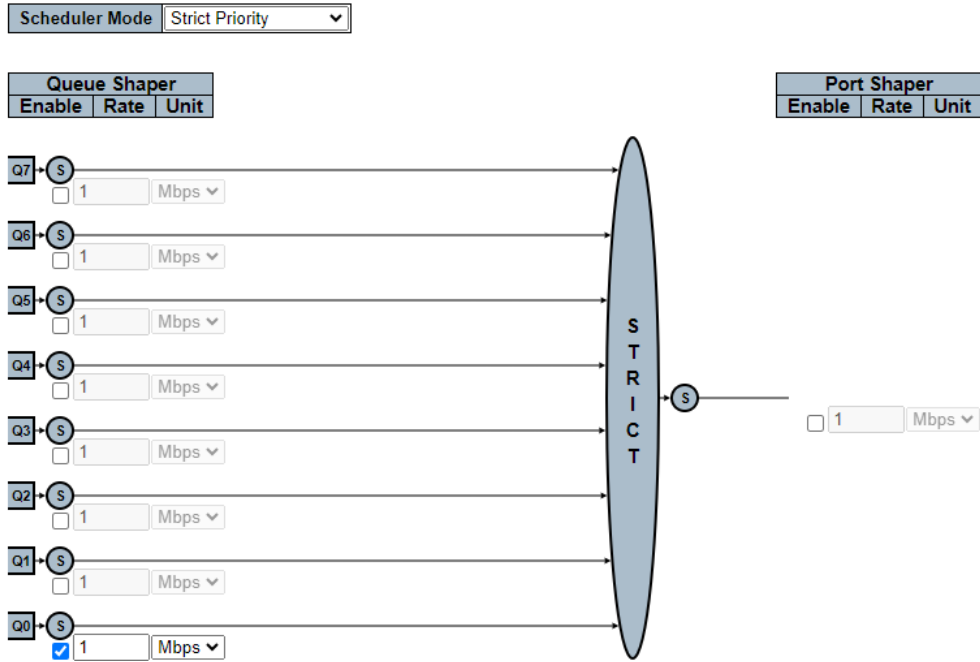 Scheduler Mode Strict Priority
Queue Shaper
Enable Rate Unit
Port Shaper
Enable Rate Unit
Q7 S
1 Mbps
Q6 S
1 Mbps
Q5 S
1 Mbps
Q4 S
1 Mbps
Q3 S
1 Mbps
Q2 S
1 Mbps
Q1 S
1 Mbps
Q0 S
1 Mbps
STRICT
S
1 Mbps